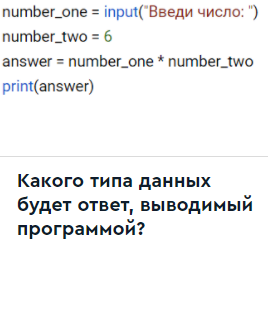 number_one = input("Введи число: ")
number_two = 6
answer = number_one * number_two
print(answer)
Какого типа данных
будет ответ, выводимый
программой?